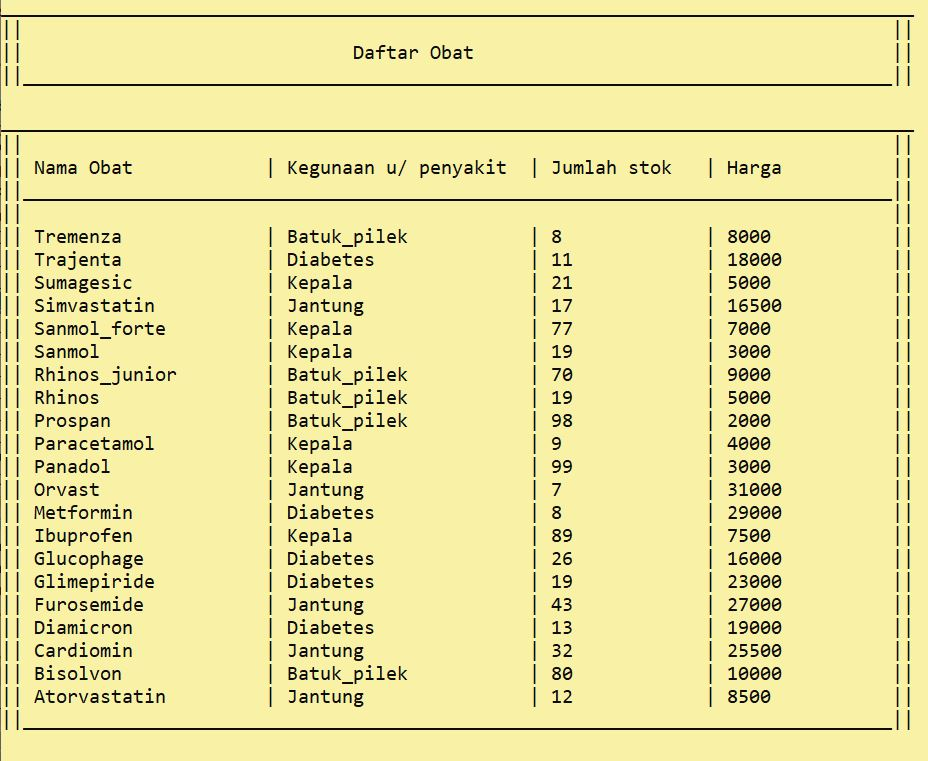 Daftar Obat
Nama Obat | Kegunaan u/ penyakit | Jumlah stok | Harga
Tremenza | Batuk_pilek | 8 | 8000
Trajenta | Diabetes | 11 | 18000
Sumagesic | Kepala | 21 | 5000
Simvastatin | Jantung | 17 | 16500
Sanmol_forte | Kepala | 77 | 7000
Sanmol | Kepala | 19 | 3000
Rhinos_junior | Batuk_pilek | 70 | 9000
Rhinos | Batuk_pilek | 19 | 5000
Prospan | Batuk_pilek | 98 | 2000
Paracetamol | Kepala | 9 | 4000
Panadol | Kepala | 99 | 3000
Orvast | Jantung | 7 | 31000
Metformin | Diabetes | 8 | 29000
Ibuprofen | Kepala | 89 | 7500
Glucophage | Diabetes | 26 | 16000
Glimepiride | Diabetes | 19 | 23000
Furosemide | Jantung | 43 | 27000
Diamicron | Diabetes | 13 | 19000
Cardiomin | Jantung | 32 | 25500
Bisolvon | Batuk_pilek | 80 | 10000
Atorvastatin | Jantung | 12 | 8500